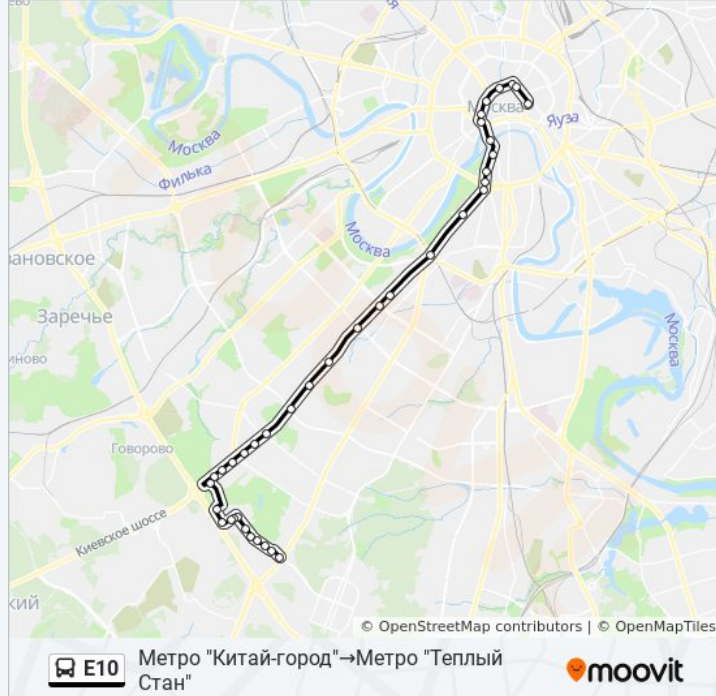 Москва
Яуза
Москва
Филька
Москва
вановское
Заречье
Москва
иново
Говорово
Киевское шоссе
кий
© OpenStreetMap contributors | © OpenMapTiles
E10
Метро "Китай-город"→Метро "Теплый
Стан"
moovit